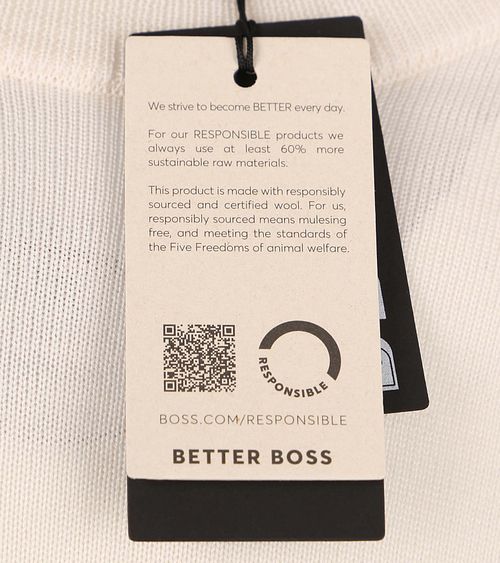 We strive to become BETTER every day.
For our RESPONSIBLE products we
always use at least 60% more
sustainable raw materials.
This product is made with responsibly
sourced and certified wool. For us,
responsibly sourced means mulesing
free, and meeting the standards of
the Five Freedoms of animal welfare.
RESPONSIBLE
BOSS.COM/RESPONSIBLE
BETTER BOSS